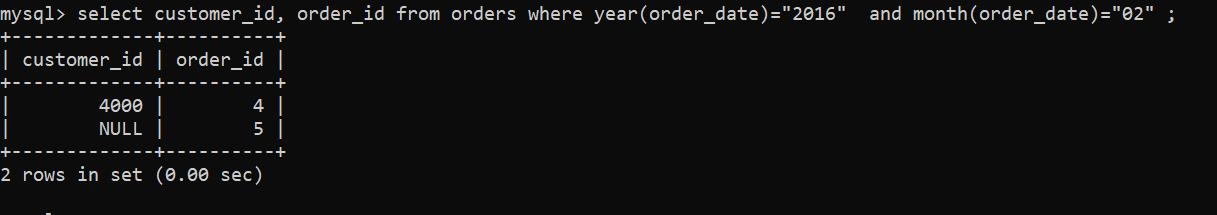 mysql> select customer_id, order_id from orders where year(order_date)="2016"  and month(order_date)="02" ;
+-------------+----------+
| customer_id | order_id |
+-------------+----------+
|        4000 |        4 |
|        NULL |        5 |
+-------------+----------+
2 rows in set (0.00 sec)